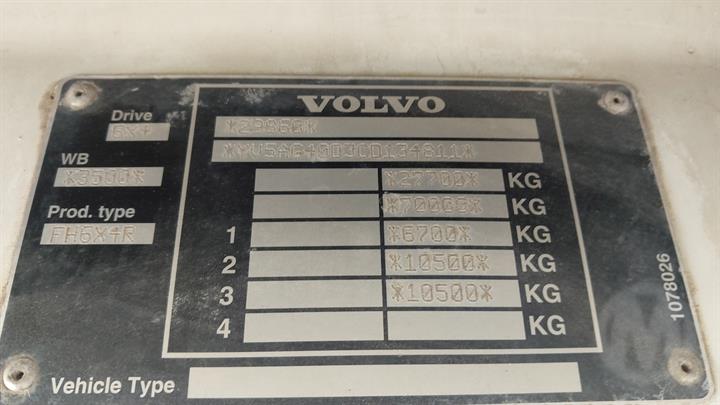 VOLVO
Drive
6X4
*29960*
WB
*3500*
*27700* KG
*70000* KG
Prod. type
FH6X4R
1 *6700* KG
2 *10500* KG
3 *10500* KG
4 KG
Vehicle Type
1078026